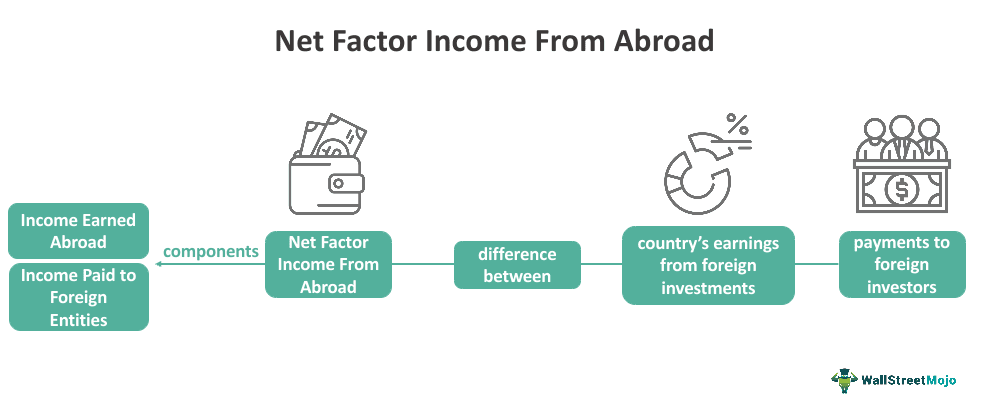 Net Factor Income From Abroad
%
$
Income Earned
Abroad
Income Paid to
Foreign
Entities
components
Net Factor
Income From
Abroad
difference
between
country's earnings
from foreign
investments
payments to
foreign
investors
WallStreetMojo